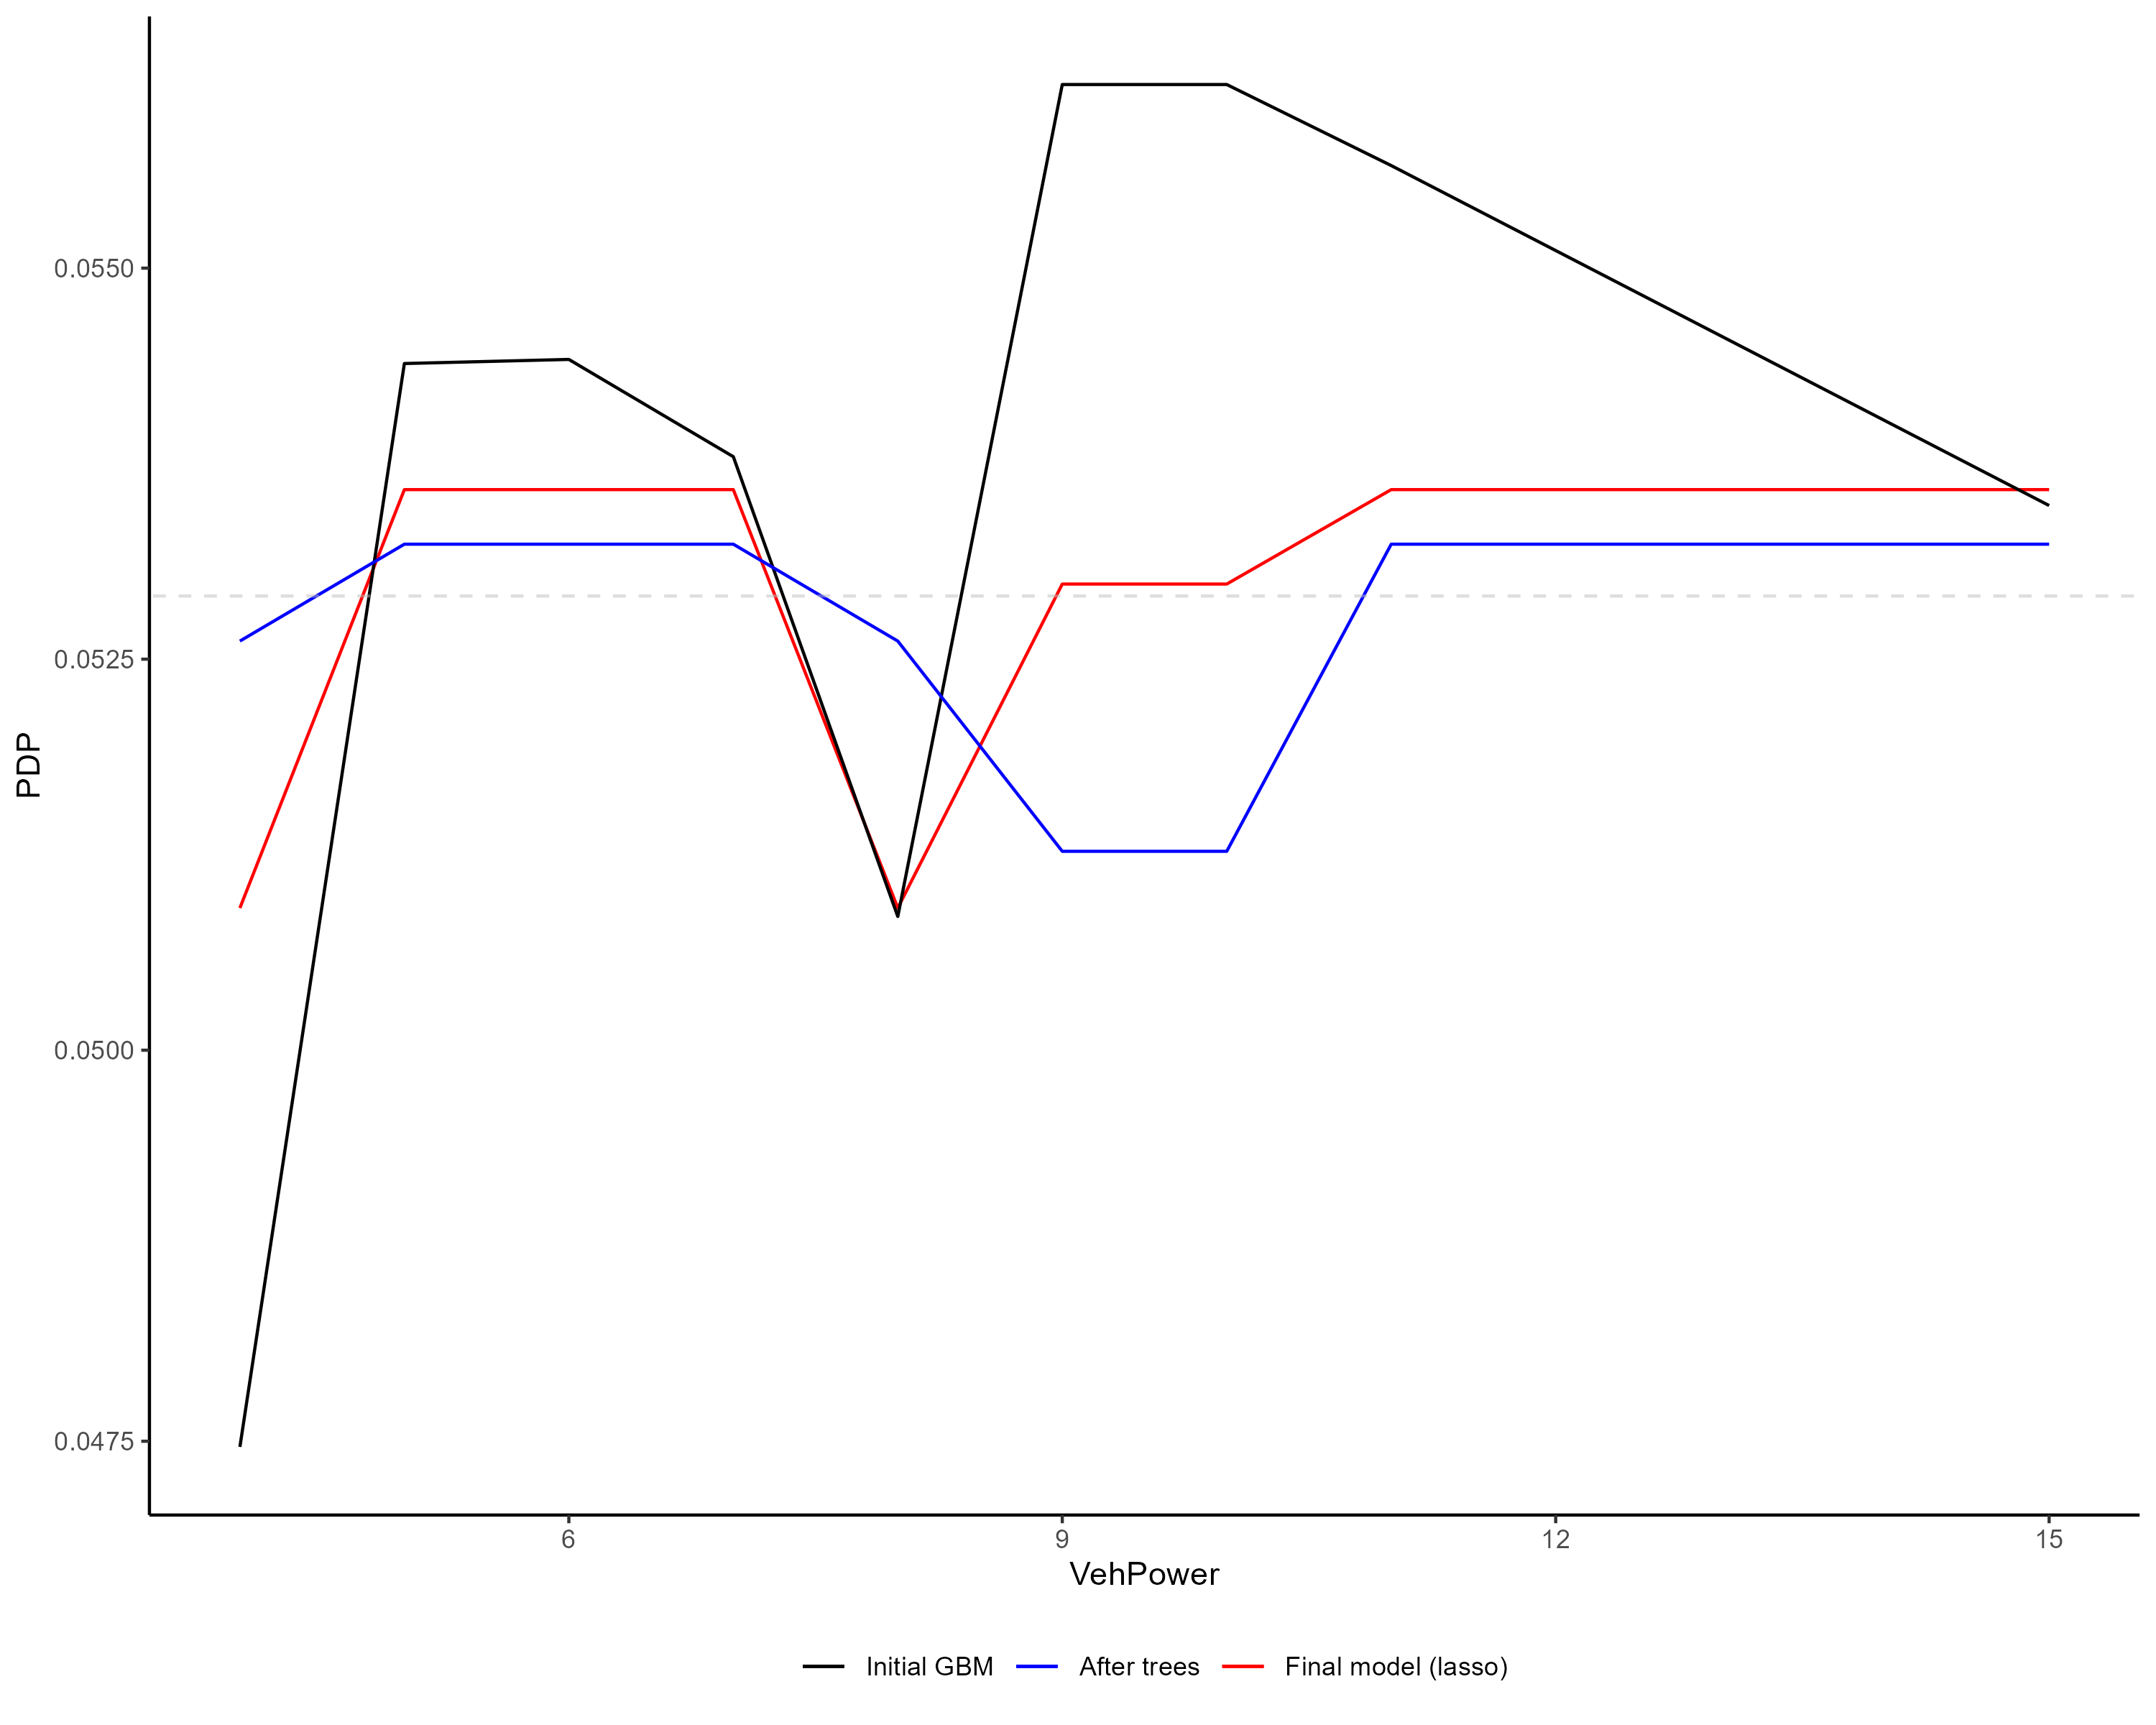 PDP
0.0550
0.0525
0.0500
0.0475
6 9 12 15
VehPower
Initial GBM After trees Final model (lasso)